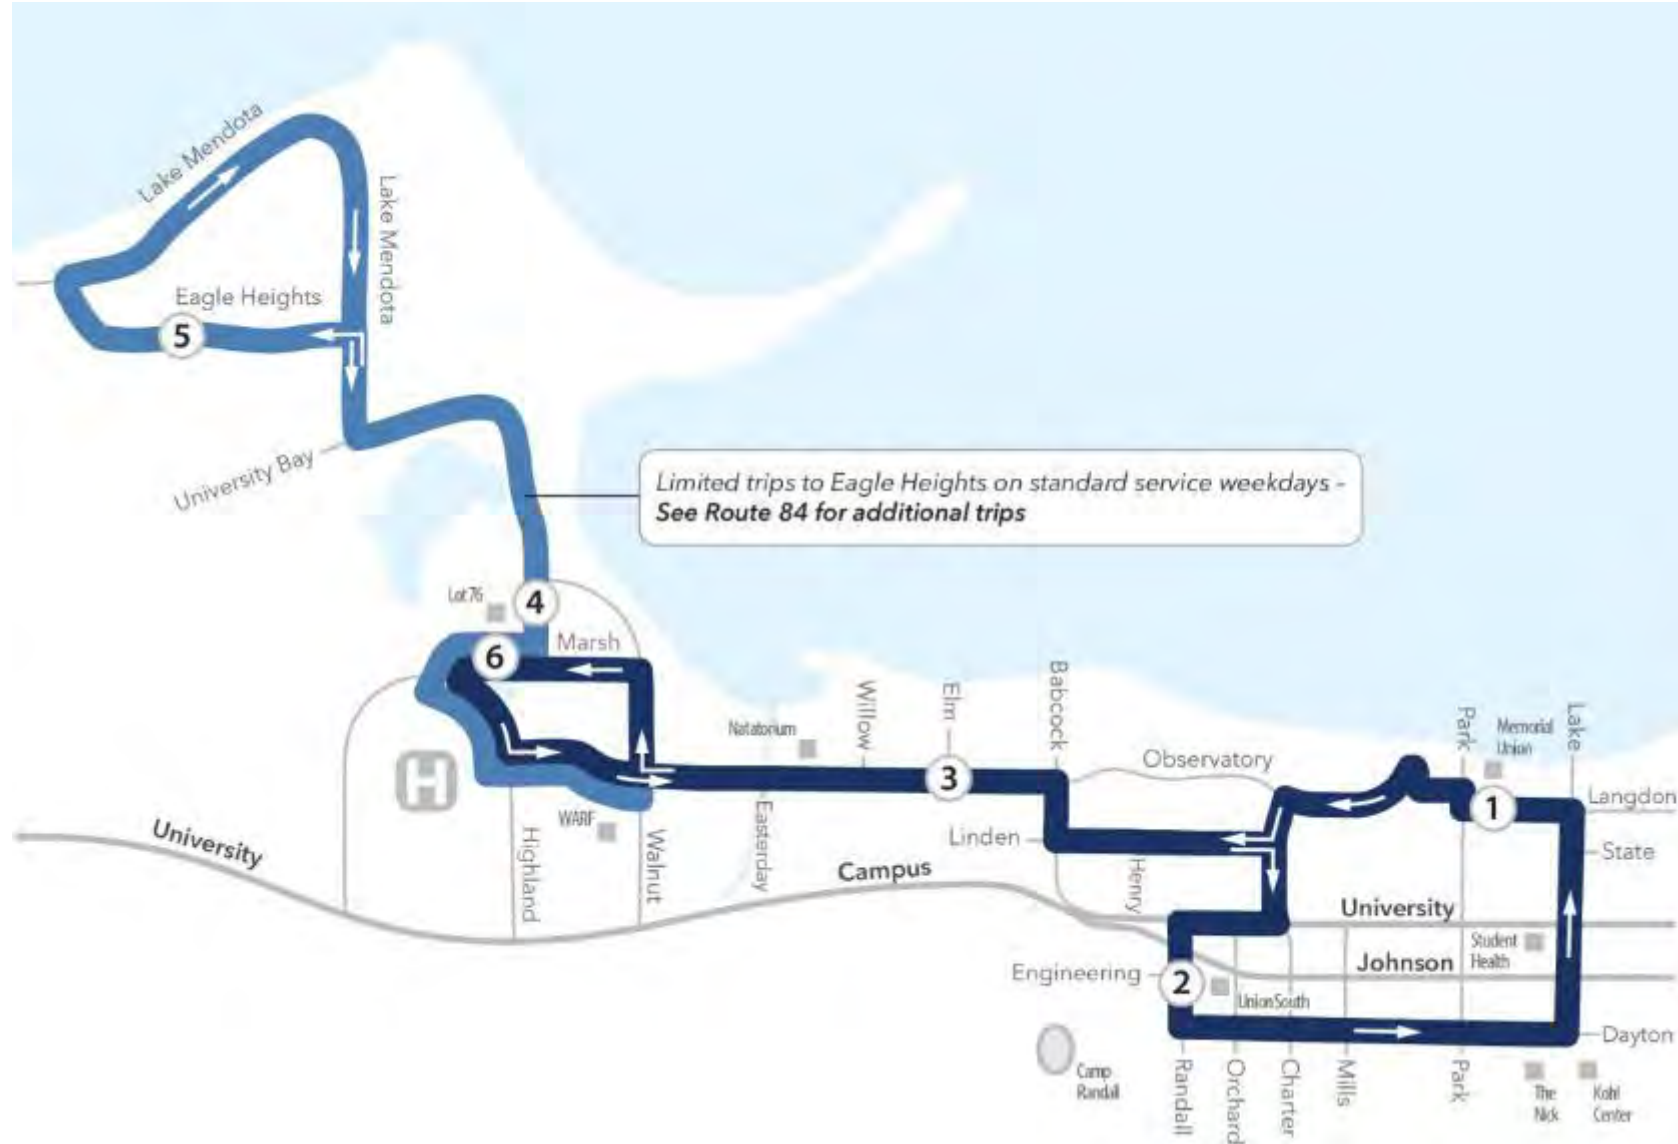 Lake Mendota
Lake Mendota
Eagle Heights
5
University Bay
Limited trips to Eagle Heights on standard service weekdays -
See Route 84 for additional trips
Lot 76
4
Marsh
6
Natatorium
Willow
Elm
Babcock
Park
Memorial
Union
Lake
Observatory
H
3
1
Langdon
WARF
University
Highland
Walnut
Easterday
Campus
Linden
Henry
State
University
Student
Health
Johnson
Engineering
2
Union South
Dayton
Camp
Randall
Randall
Orchard
Charter
Mills
Park
The
Nick
Kohl
Center